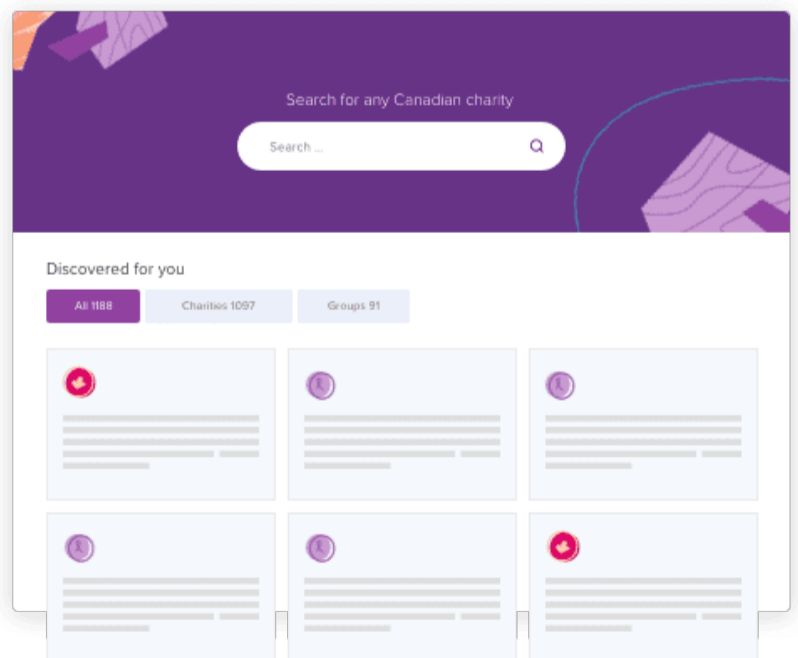 Search for any Canadian charity
Search ...
Discovered for you
All 1188
Charities 1097
Groups 91